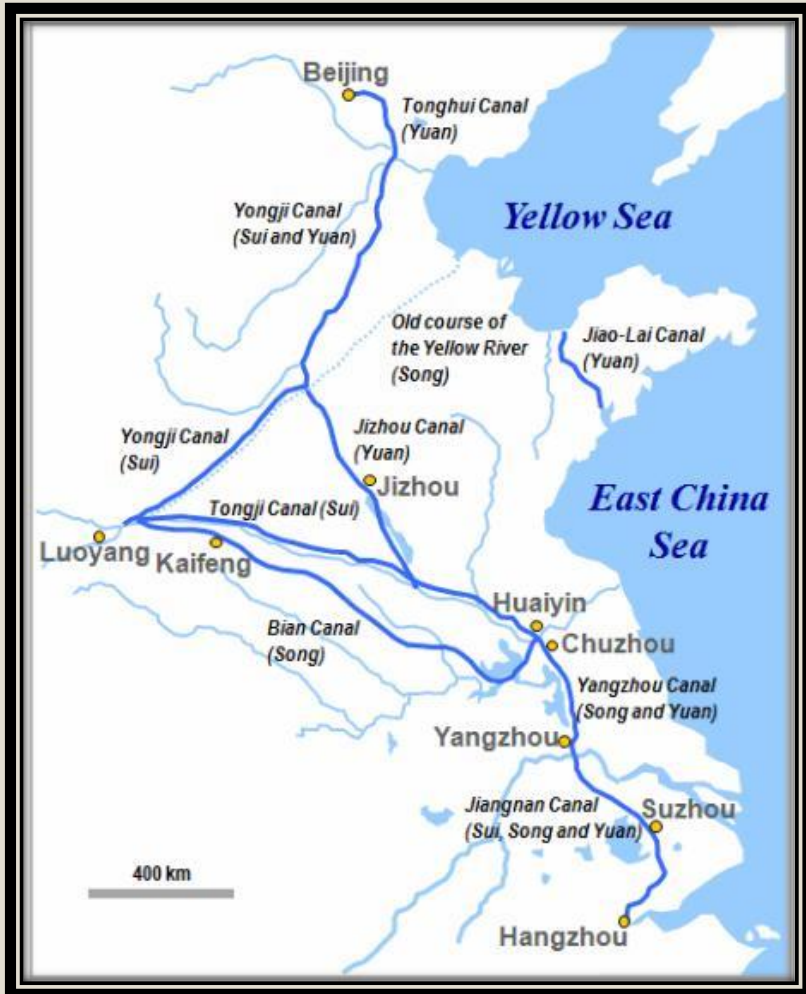 Beijing
Tonghui Canal
(Yuan)
Yongji Canal
(Sui and Yuan)
Yellow Sea
Old course of
the Yellow River
(Song)
Jiao-Lai Canal
(Yuan)
Yongji Canal
(Sui)
Jizhou Canal
(Yuan)
Jizhou
Tongji Canal (Sui)
East China
Sea
Luoyang
Kaifeng
Huaiyin
Bian Canal
(Song)
Chuzhou
Yangzhou Canal
(Song and Yuan)
Yangzhou
Jiangnan Canal
(Sui, Song and Yuan)
Suzhou
400 km
Hangzhou